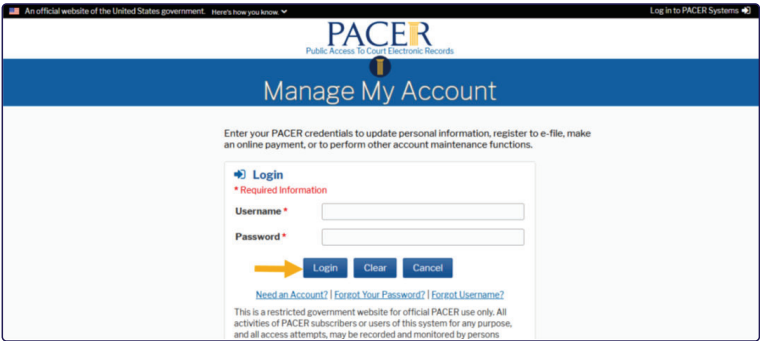 An official website of the United States government. Here's how you know.
Log in to PACER Systems
PACER
Public Access To Court Electronic Records
Manage My Account
Enter your PACER credentials to update personal information, register to e-file, make
an online payment, or to perform other account maintenance functions.
Login
* Required Information
Username *
Password *
Login Clear Cancel
Need an Account? | Forgot Your Password? | Forgot Username?
This is a restricted government website for official PACER use only. All
activities of PACER subscribers or users of this system for any purpose,
and all access attempts, may be recorded and monitored by persons